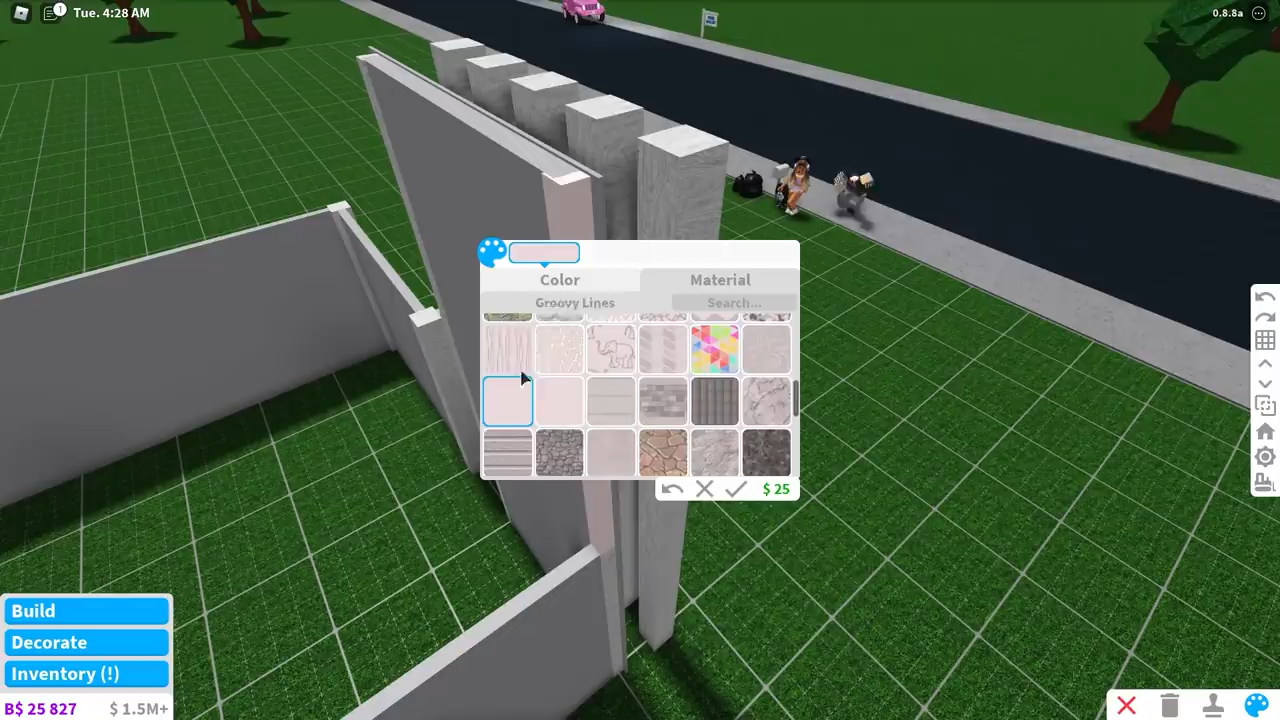 Tue. 4:28 AM
1
0.8.8a
Color
Material
Groovy Lines
Search...
$ 25
Build
Decorate
Inventory (!)
B$ 25 827
$ 1.5M+